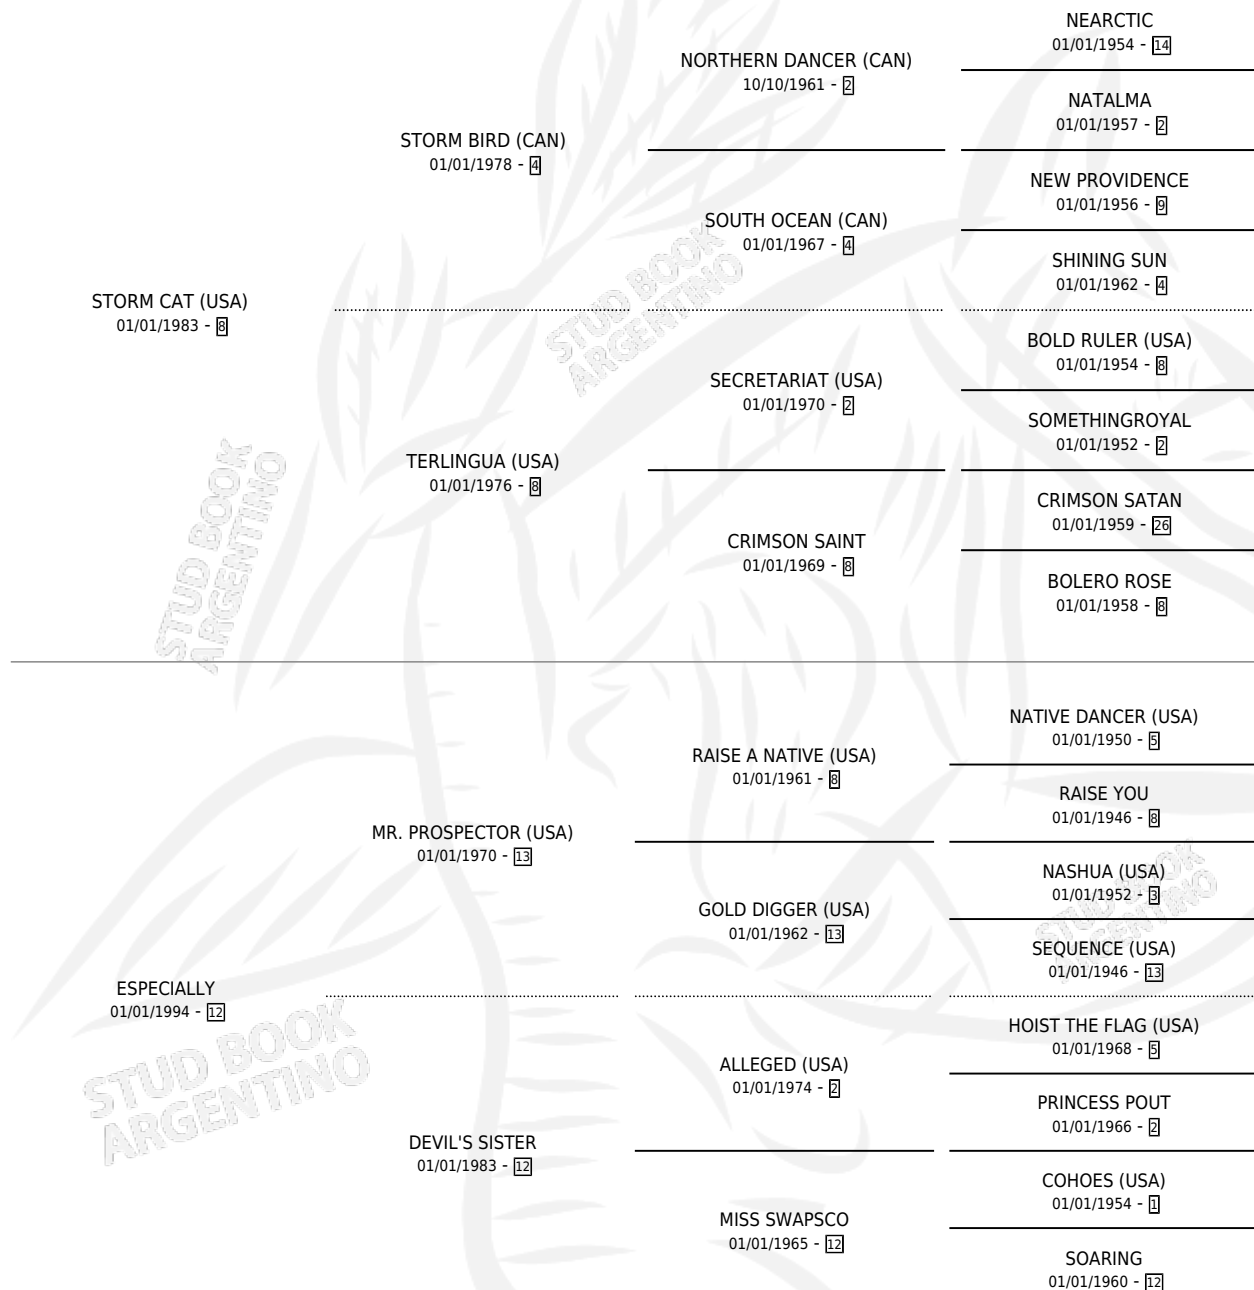 NEARCTIC
01/01/1954 - 14
NORTHERN DANCER (CAN)
10/10/1961 - 2
NATALMA
01/01/1957 - 2
STORM BIRD (CAN)
01/01/1978 - 4
NEW PROVIDENCE
01/01/1956 - 9
SOUTH OCEAN (CAN)
01/01/1967 - 4
SHINING SUN
01/01/1962 - 4
STORM CAT (USA)
01/01/1983 - 8
STUD BOOK
ARGENTINO
BOLD RULER (USA)
01/01/1954 - 8
SECRETARIAT (USA)
01/01/1970 - 2
SOMETHINGROYAL
01/01/1952 - 2
TERLINGUA (USA)
01/01/1976 - 8
CRIMSON SATAN
01/01/1959 - 26
CRIMSON SAINT
01/01/1969 - 8
BOLERO ROSE
01/01/1958 - 8
STUD BOOK
ARGENTINO
NATIVE DANCER (USA)
01/01/1950 - 5
RAISE A NATIVE (USA)
01/01/1961 - 8
RAISE YOU
01/01/1946 - 8
MR. PROSPECTOR (USA)
01/01/1970 - 13
NASHUA (USA)
01/01/1952 - 3
GOLD DIGGER (USA)
01/01/1962 - 13
SEQUENCE (USA)
01/01/1946 - 13
STUD BOOK
ARGENTINO
ESPECIALLY
01/01/1994 - 12
HOIST THE FLAG (USA)
01/01/1968 - 5
ALLEGED (USA)
01/01/1974 - 2
PRINCESS POUT
01/01/1966 - 2
STUD BOOK
ARGENTINO
DEVIL'S SISTER
01/01/1983 - 12
COHOES (USA)
01/01/1954 - 1
MISS SWAPSCO
01/01/1965 - 12
SOARING
01/01/1960 - 12